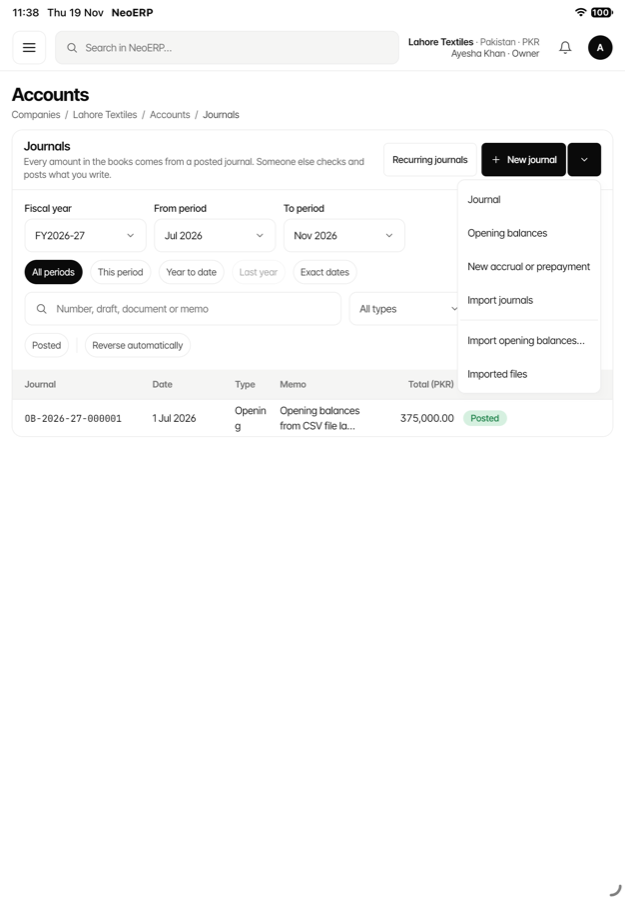 11:38 Thu 19 Nov NeoERP
100
Search in NeoERP...
Lahore Textiles · Pakistan · PKR
Ayesha Khan · Owner
A
Accounts
Companies / Lahore Textiles / Accounts / Journals
Journals
Every amount in the books comes from a posted journal. Someone else checks and
posts what you write.
Recurring journals
+ New journal
Journal
Opening balances
New accrual or prepayment
Import journals
Import opening balances...
Imported files
Fiscal year
From period
To period
FY2026-27
Jul 2026
Nov 2026
All periods
This period
Year to date
Last year
Exact dates
Number, draft, document or memo
All types
Posted
Reverse automatically
Journal
Date
Type
Memo
Total (PKR)
OB-2026-27-000001
1 Jul 2026
Openin
g
Opening balances
from CSV file la...
375,000.00
Posted